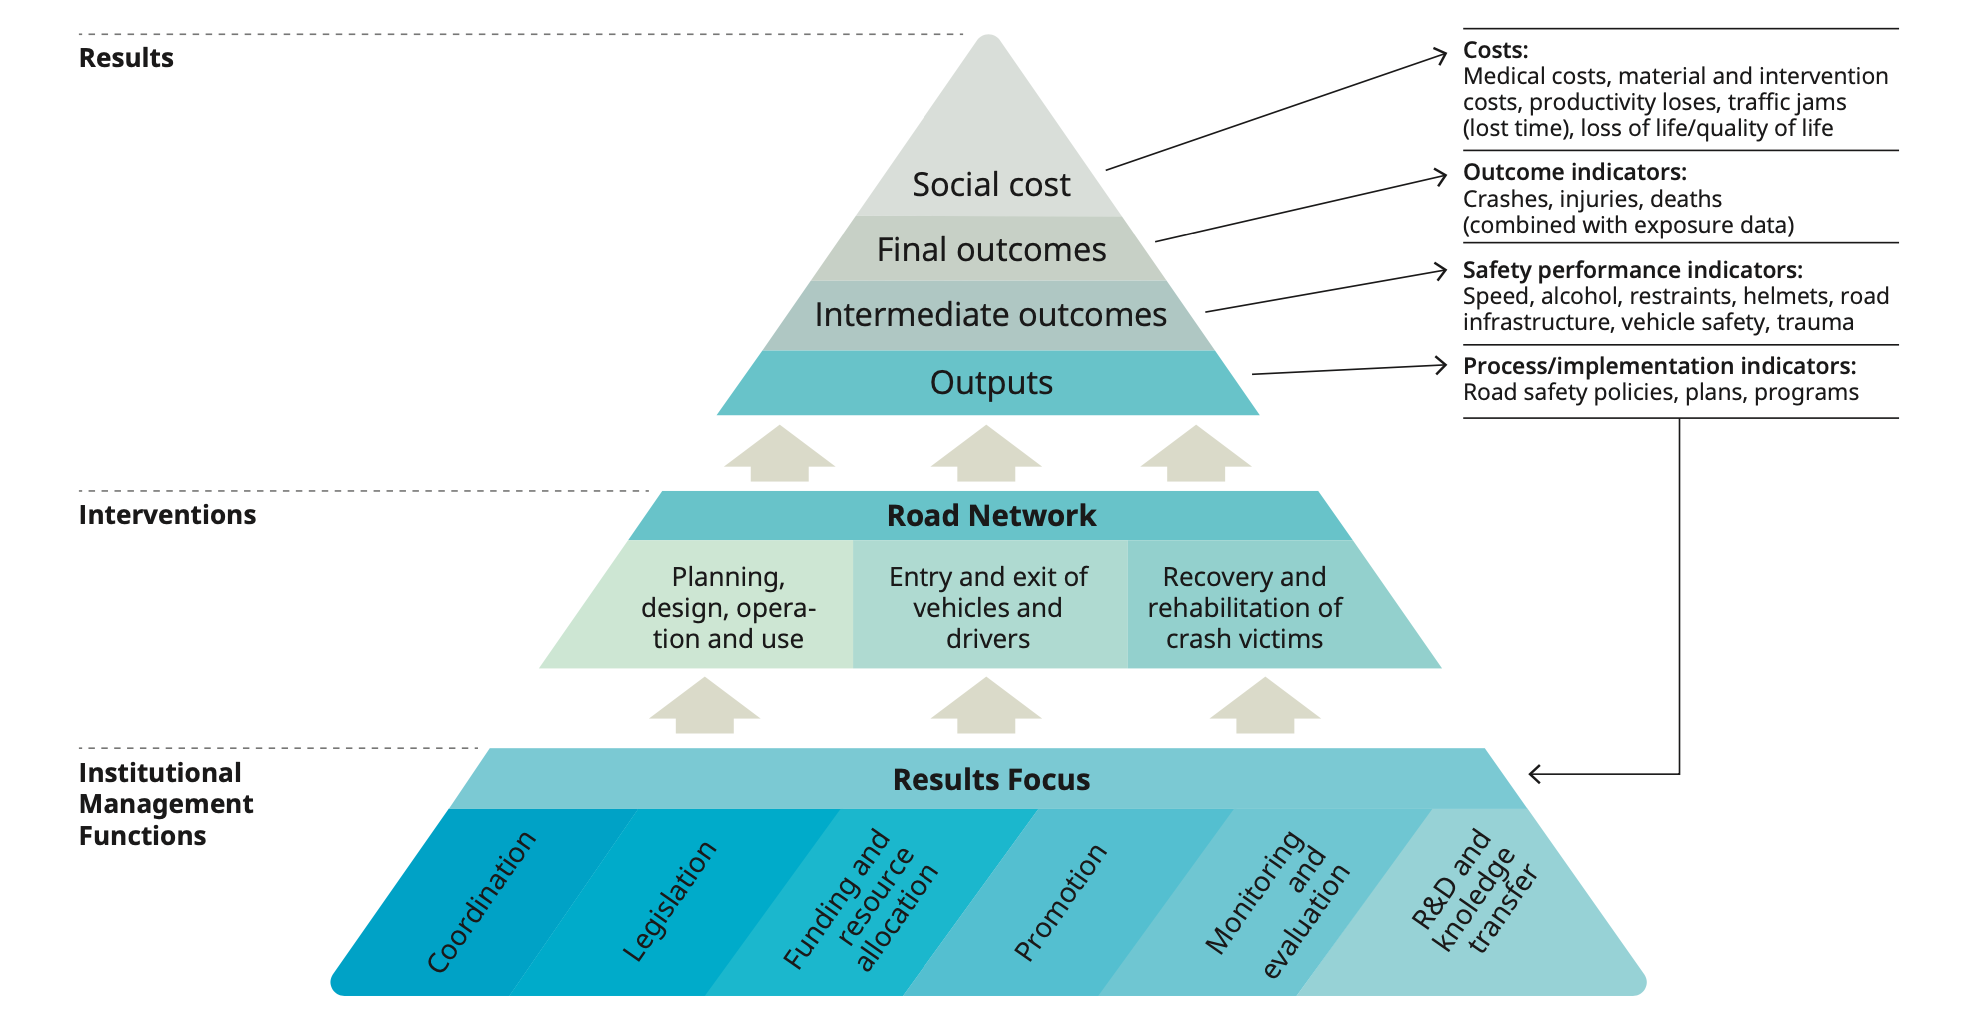 Results
Social cost
Final outcomes
Intermediate outcomes
Outputs
Costs:
Medical costs, material and intervention
costs, productivity loses, traffic jams
(lost time), loss of life/quality of life
Outcome indicators:
Crashes, injuries, deaths
(combined with exposure data)
Safety performance indicators:
Speed, alcohol, restraints, helmets, road
infrastructure, vehicle safety, trauma
Process/implementation indicators:
Road safety policies, plans, programs
Interventions
Road Network
Planning,
design, opera-
tion and use
Entry and exit of
vehicles and
drivers
Recovery and
rehabilitation of
crash victims
Institutional
Management
Functions
Results Focus
Coordination
Legislation
Funding and
resource
allocation
Promotion
Monitoring
and
evaluation
R&D and
knoledge
transfer